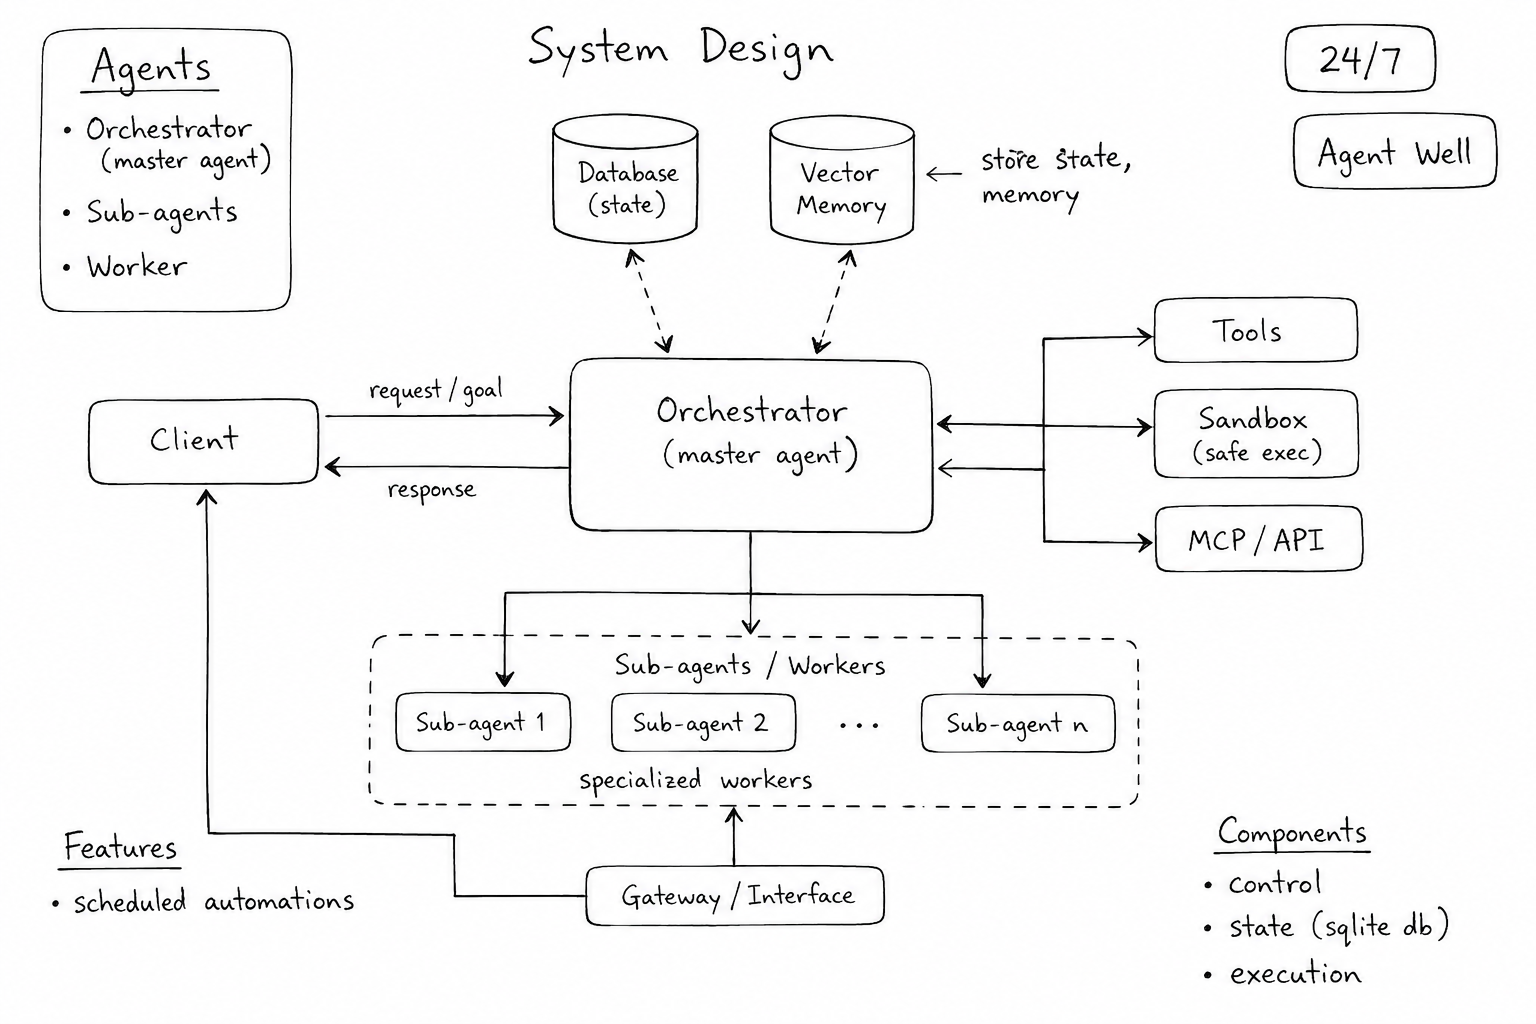 System Design
Agents
• Orchestrator
(master agent)
• Sub-agents
• Worker
24/7
Agent Well
Database
(state)
Vector
Memory
store state,
memory
Client
request / goal
response
Orchestrator
(master agent)
Tools
Sandbox
(safe exec)
MCP / API
Sub-agents / Workers
Sub-agent 1
Sub-agent 2
...
Sub-agent n
specialized workers
Gateway / Interface
Features
• scheduled automations
Components
• control
• state (sqlite db)
• execution